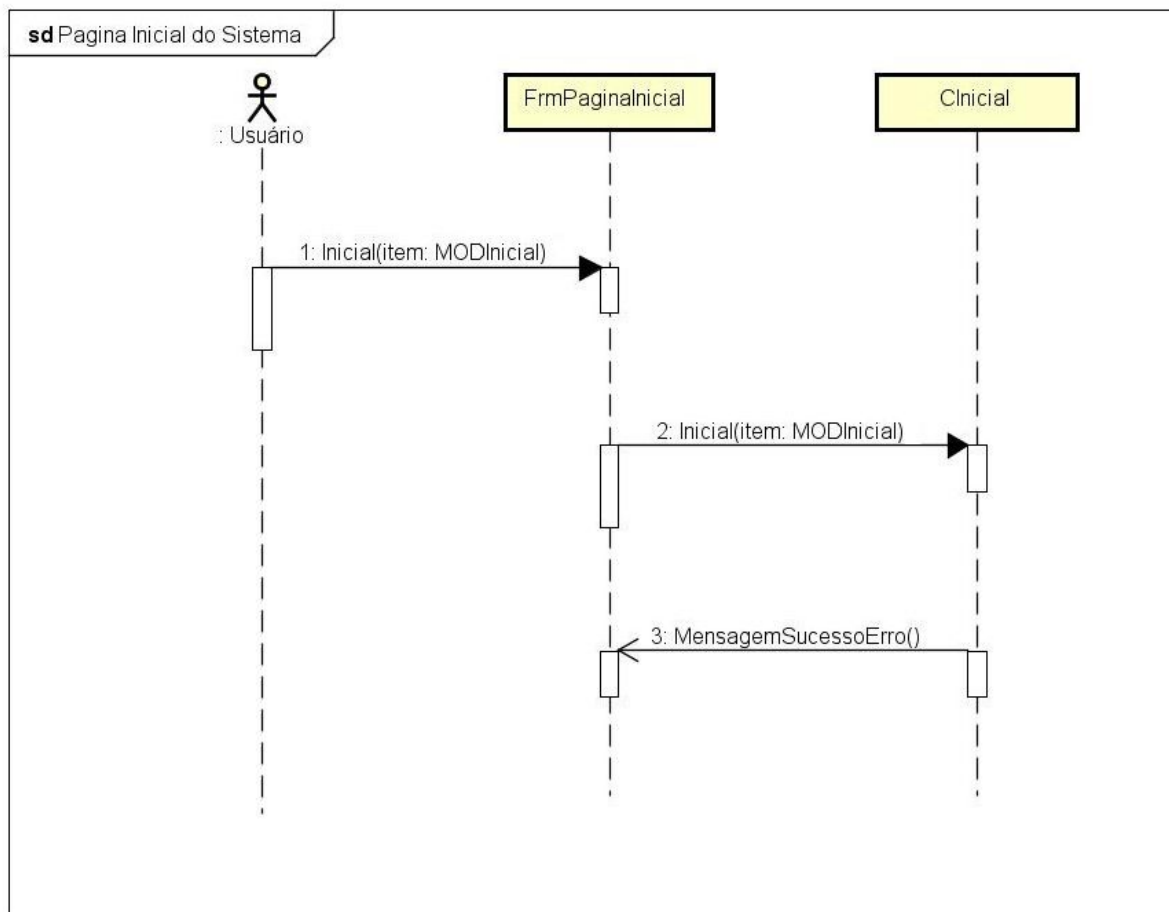 sd Pagina Inicial do Sistema
: Usuário
FrmPaginaInicial
CInicial
1: Inicial(item: MODInicial)
2: Inicial(item: MODInicial)
3: MensagemSucessoErro()